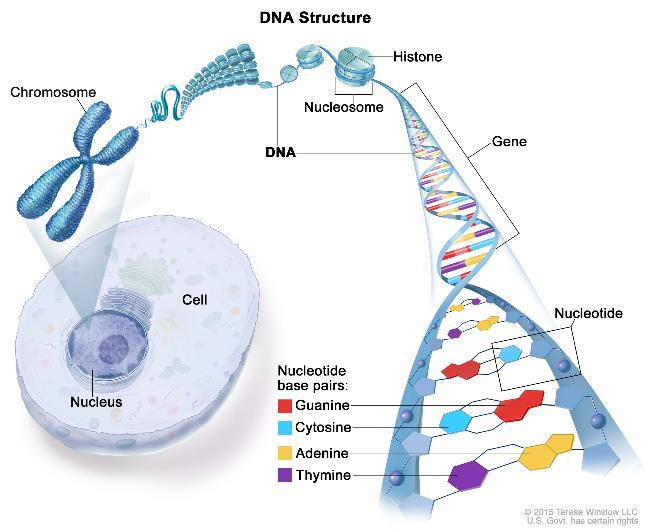 DNA Structure
Histone
Chromosome
Nucleosome
Gene
DNA
Cell
Nucleotide
Nucleus
Nucleotide
base pairs:
Guanine
Cytosine
Adenine
Thymine
© 2015 Terese Winslow LLC
U.S. Govt. has certain rights